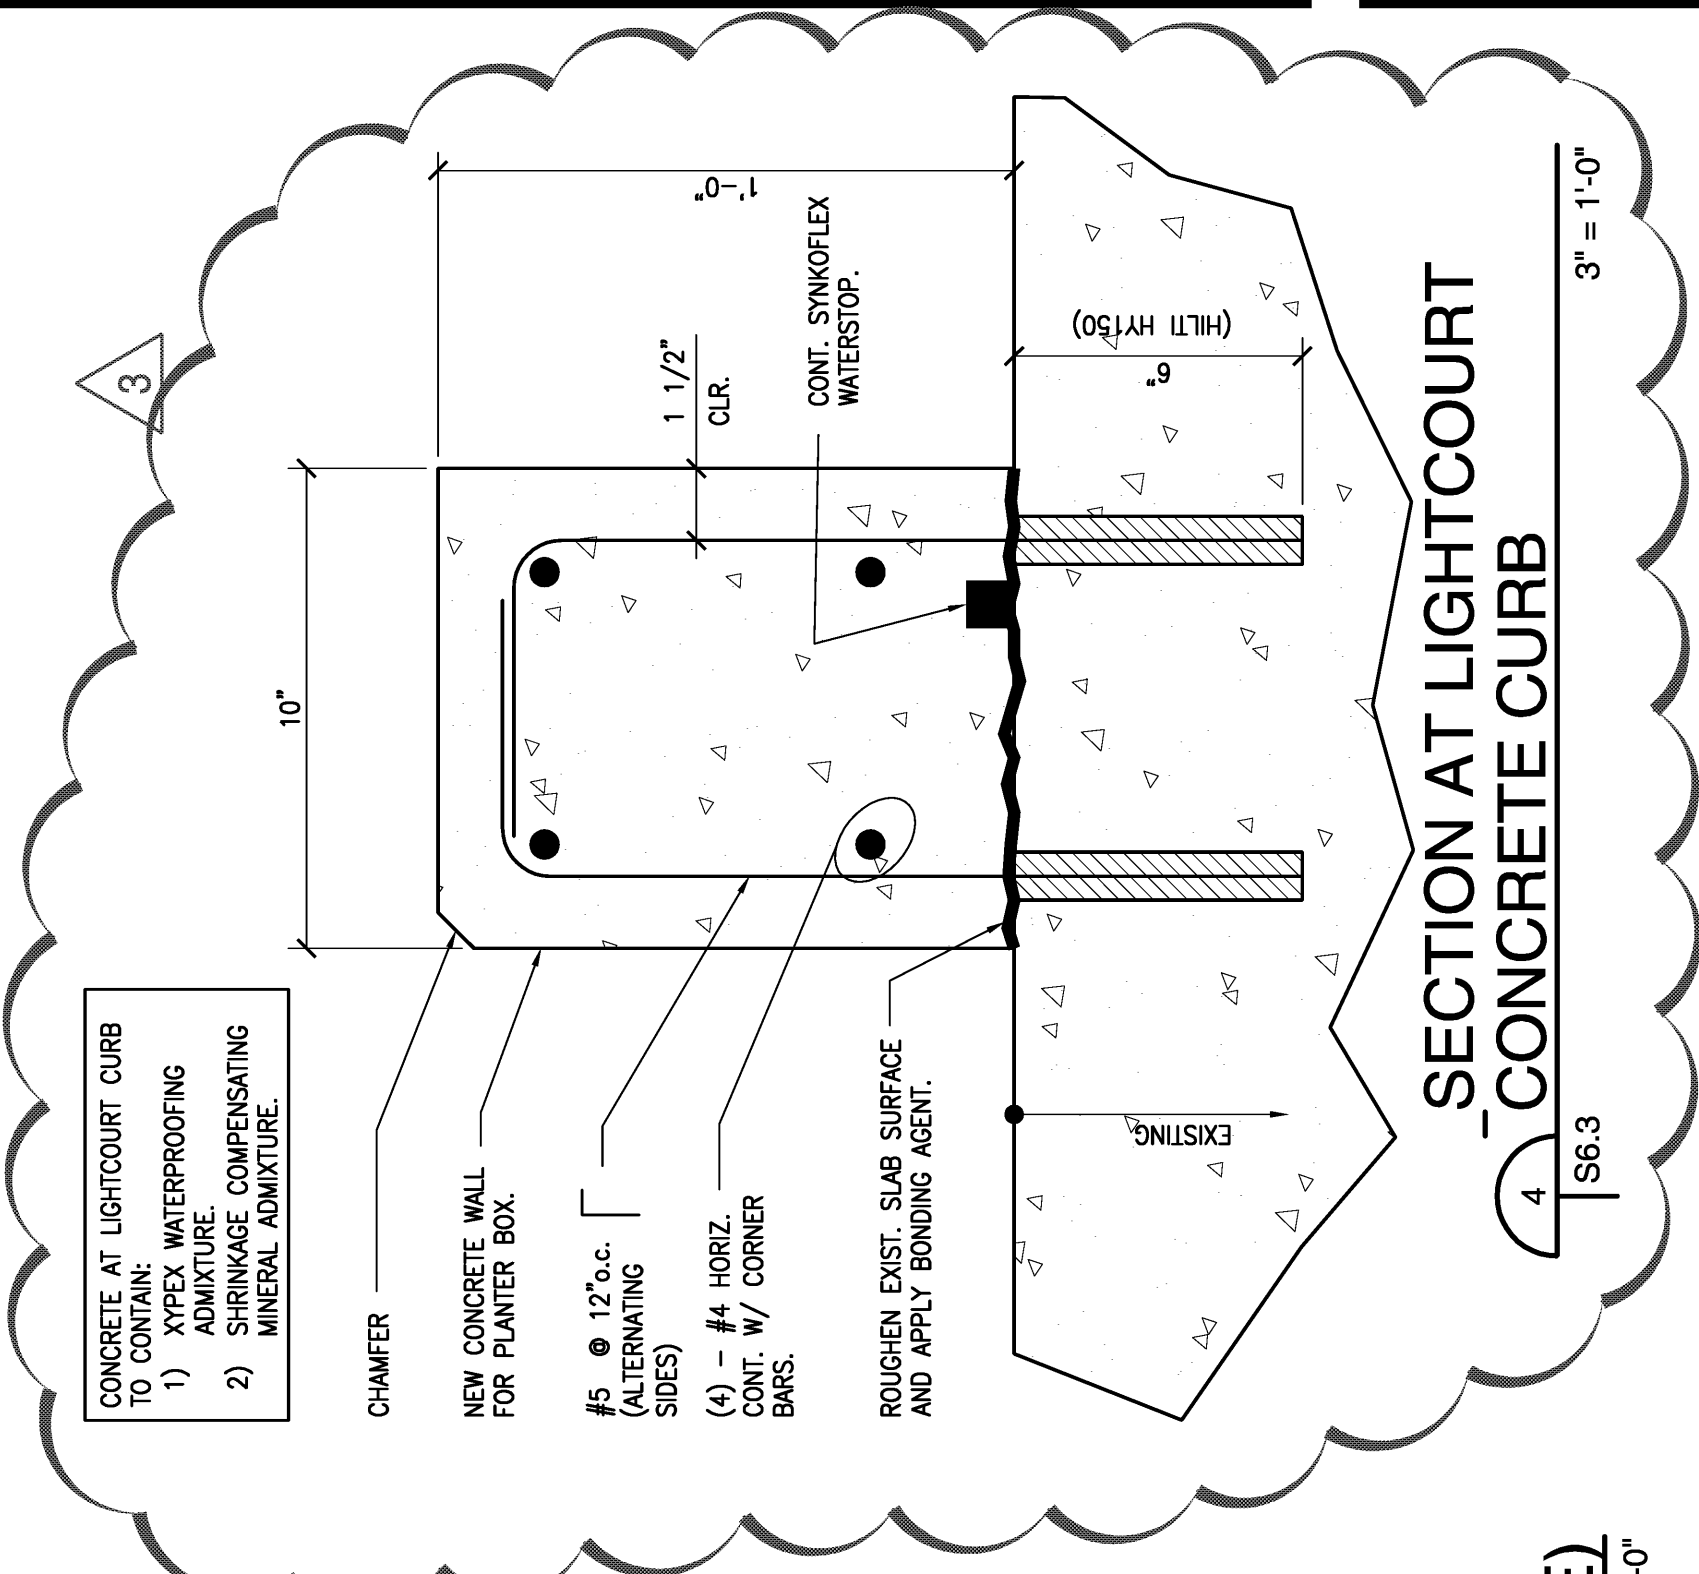 3
CONCRETE AT LIGHTCOURT CURB
TO CONTAIN:
1) XYPEX WATERPROOFING
ADMIXTURE.
2) SHRINKAGE COMPENSATING
MINERAL ADMIXTURE.
10"
1'-0"
CHAMFER
NEW CONCRETE WALL
FOR PLANTER BOX.
#5 @ 12"o.c.
(ALTERNATING
SIDES)
(4) - #4 HORIZ.
CONT. W/ CORNER
BARS.
ROUGHEN EXIST. SLAB SURFACE
AND APPLY BONDING AGENT.
1 1/2"
CLR.
CONT. SYNKOFLEX
WATERSTOP.
6"
(HILTI HY150)
EXISTING
SECTION AT LIGHTCOURT
CONCRETE CURB
4
S6.3
3" = 1'-0"
E)
-0"